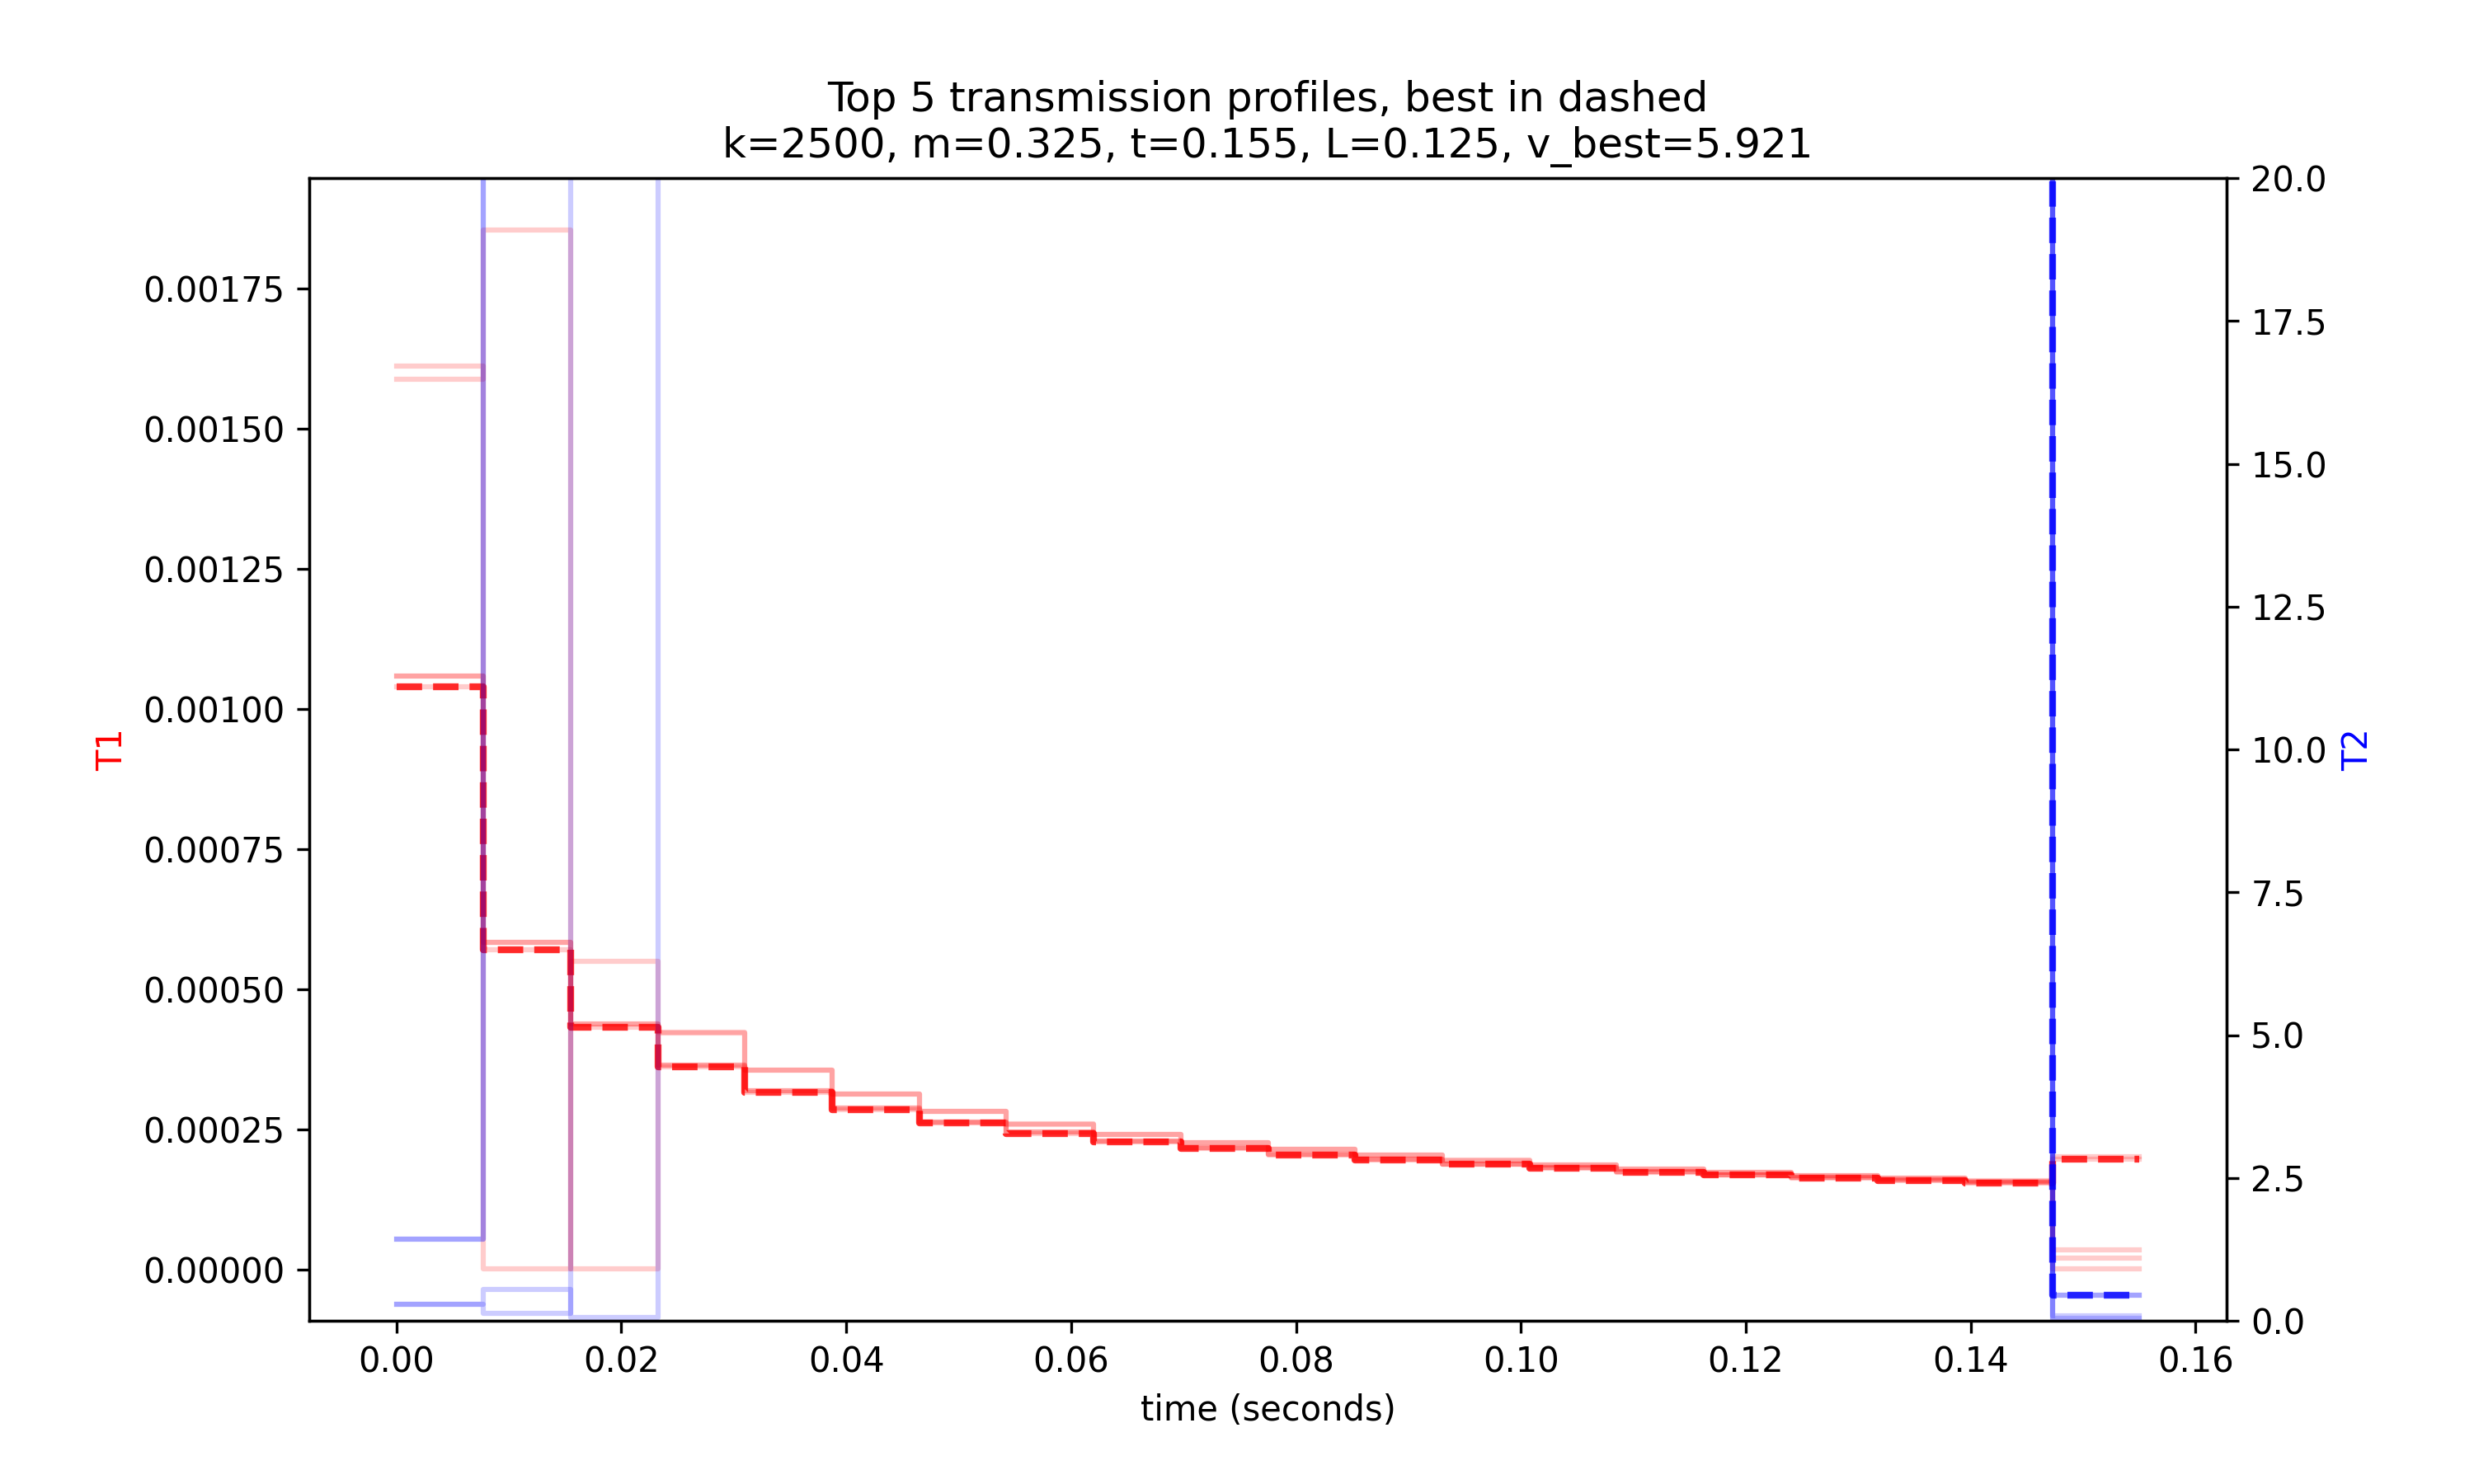 Top 5 transmission profiles, best in dashed
k=2500, m=0.325, t=0.155, L=0.125, v_best=5.921
20.0
17.5
15.0
12.5
10.0
7.5
5.0
2.5
0.0
T2
0.00175
0.00150
0.00125
0.00100
0.00075
0.00050
0.00025
0.00000
T1
0.00 0.02 0.04 0.06 0.08 0.10 0.12 0.14 0.16
time (seconds)